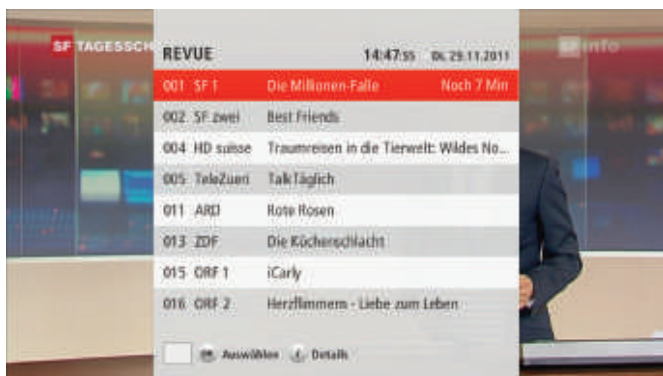 SF TAGESSCH
SF info
REVUE 14:47:55 Di. 29.11.2011
001 SF 1 Die Millionen-Falle Noch 7 Min
002 SF zwei Best Friends
004 HD suisse Traumreisen in die Tierwelt: Wildes No...
005 TeleZueri TalkTäglich
011 ARD Rote Rosen
013 ZDF Die Küchenschlacht
015 ORF 1 iCarly
016 ORF 2 Herzflimmern - Liebe zum Leben
OK Auswählen i Details